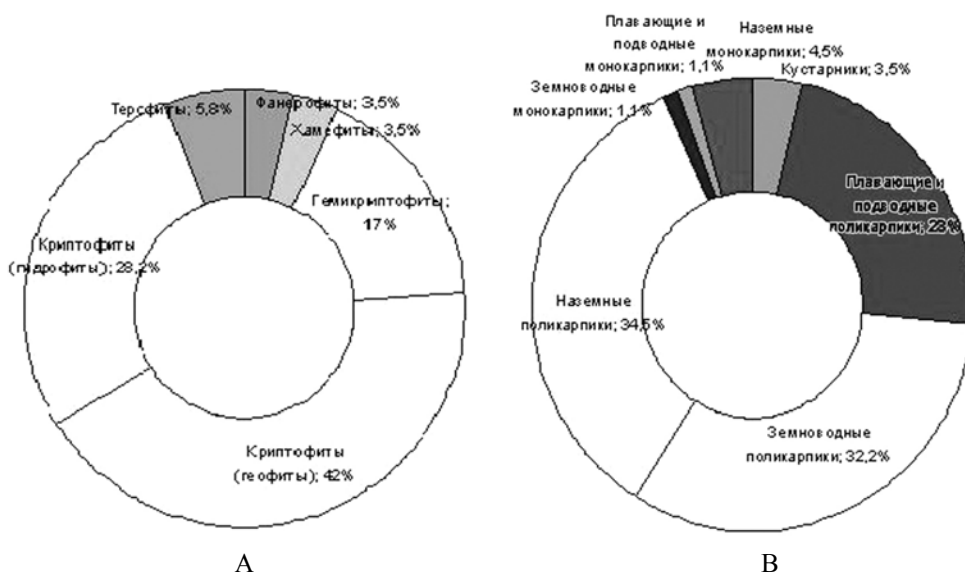 Терофиты; 5,8%
Фанерофиты; 3,5%
Хамефиты; 3,5%
Гемикриптофиты;
17%
Криптофиты
(гидрофиты); 28,2%
Криптофиты
(геофиты); 42%
А
Плавающие и
подводные
монокарпики; 1,1%
Наземные
монокарпики; 4,5%
Кустарники; 3,5%
Земноводные
монокарпики; 1,1%
Плавающие и
подводные
поликарпики; 23%
Наземные
поликарпики; 34,5%
Земноводные
поликарпики; 32,2%
В